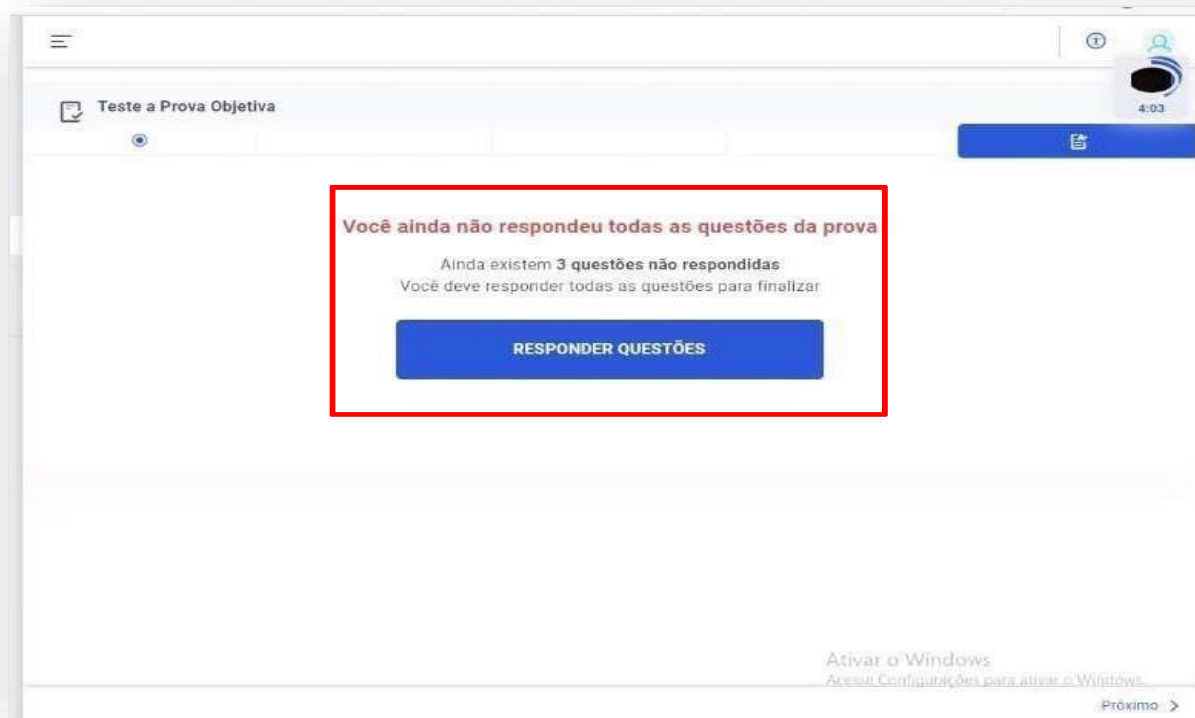 Teste a Prova Objetiva
4:03
Você ainda não respondeu todas as questões da prova
Ainda existem 3 questões não respondidas
Você deve responder todas as questões para finalizar
RESPONDER QUESTÕES
Ativar o Windows
Acesse Configurações para ativar o Windows.
Próximo >